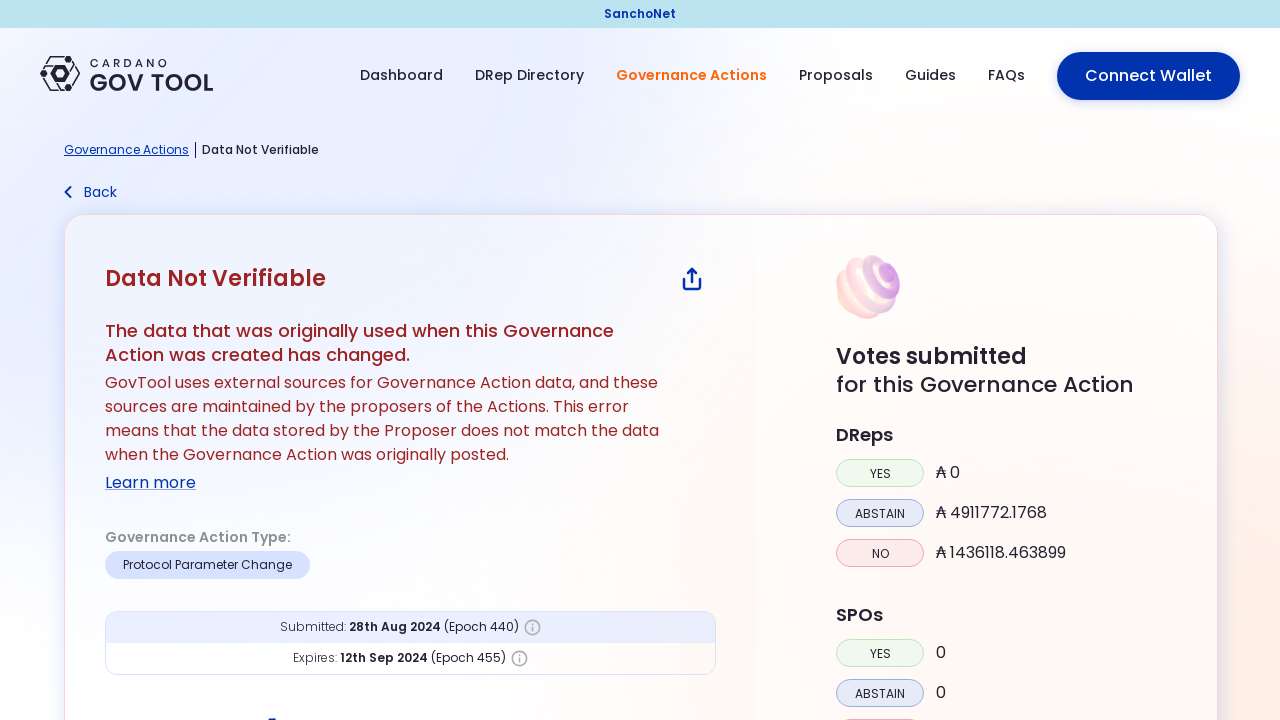 SanchoNet
CARDANO
GOV TOOL
Dashboard
DRep Directory
Governance Actions
Proposals
Guides
FAQs
Connect Wallet
Governance Actions | Data Not Verifiable
Back
Data Not Verifiable
The data that was originally used when this Governance
Action was created has changed.
GovTool uses external sources for Governance Action data, and these
sources are maintained by the proposers of the Actions. This error
means that the data stored by the Proposer does not match the data
when the Governance Action was originally posted.
Learn more
Governance Action Type:
Protocol Parameter Change
Submitted: 28th Aug 2024 (Epoch 440)
Expires: 12th Sep 2024 (Epoch 455)
Votes submitted
for this Governance Action
DReps
YES ₳ 0
ABSTAIN ₳ 4911772.1768
NO ₳ 1436118.463899
SPOs
YES 0
ABSTAIN 0